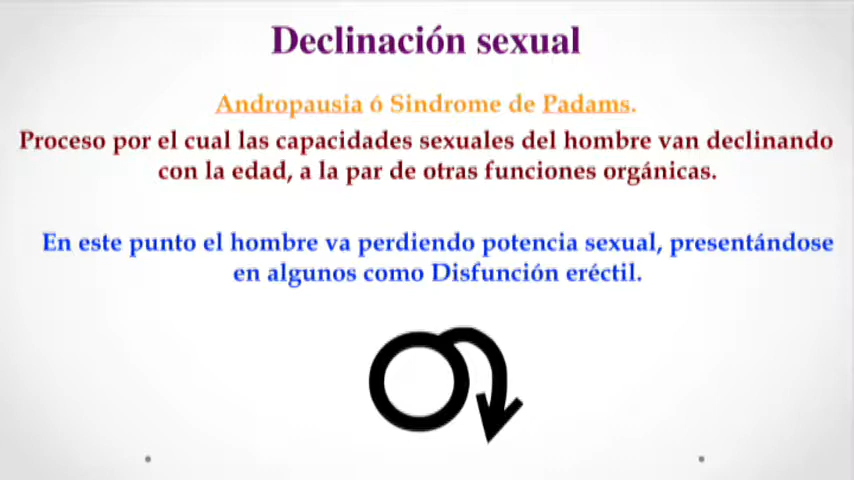 Declinación sexual
Andropausia ó Sindrome de Padams.
Proceso por el cual las capacidades sexuales del hombre van declinando
con la edad, a la par de otras funciones orgánicas.
En este punto el hombre va perdiendo potencia sexual, presentándose
en algunos como Disfunción eréctil.